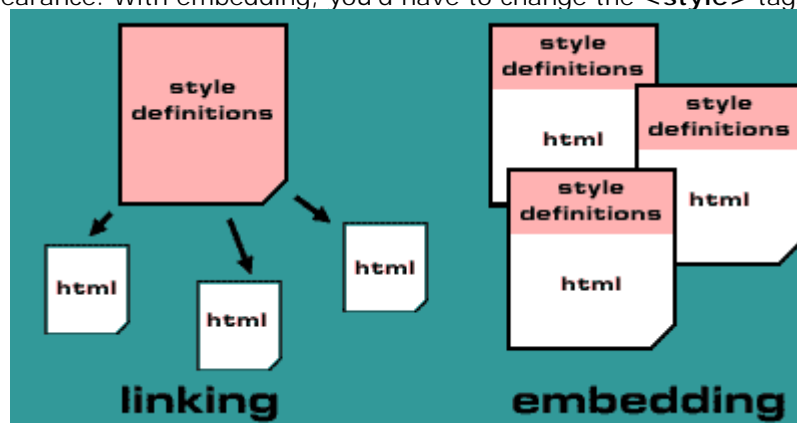 earance. With embedding, you'd have to change the <style> tag
style
definitions
html
html
html
linking
style
definitions
html
style
definitions
html
style
definitions
html
embedding